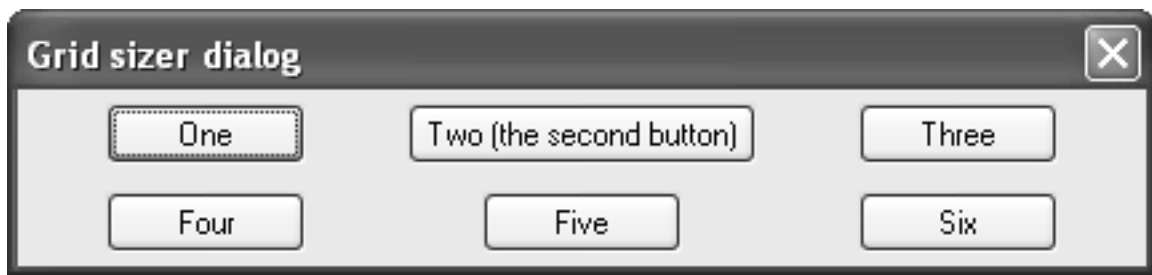 Grid sizer dialog
One Two (the second button) Three
Four Five Six